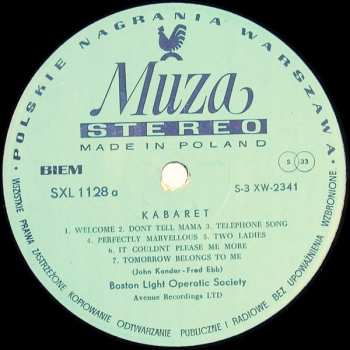 · POLSKIE NAGRANIA WARSZAWA ·
Muza
STEREO
MADE IN POLAND
BIEM
S 33
SXL 1128 a
S-3 XW-2341
KABARET
1. WELCOME 2. DONT TELL MAMA 3. TELEPHONE SONG
4. PERFECTLY MARVELLOUS 5. TWO LADIES
6. IT COULDNT PLEASE ME MORE
7. TOMORROW BELONGS TO ME
(John Kander - Fred Ebb)
Boston Light Operatic Society
Avenue Recordings LTD
WSZYSTKIE PRAWA ZASTRZEŻONE KOPIOWANIE ODTWARZANIE PUBLICZNE I RADIOWE BEZ UPOWAŻNIENIA WZBRONIONE